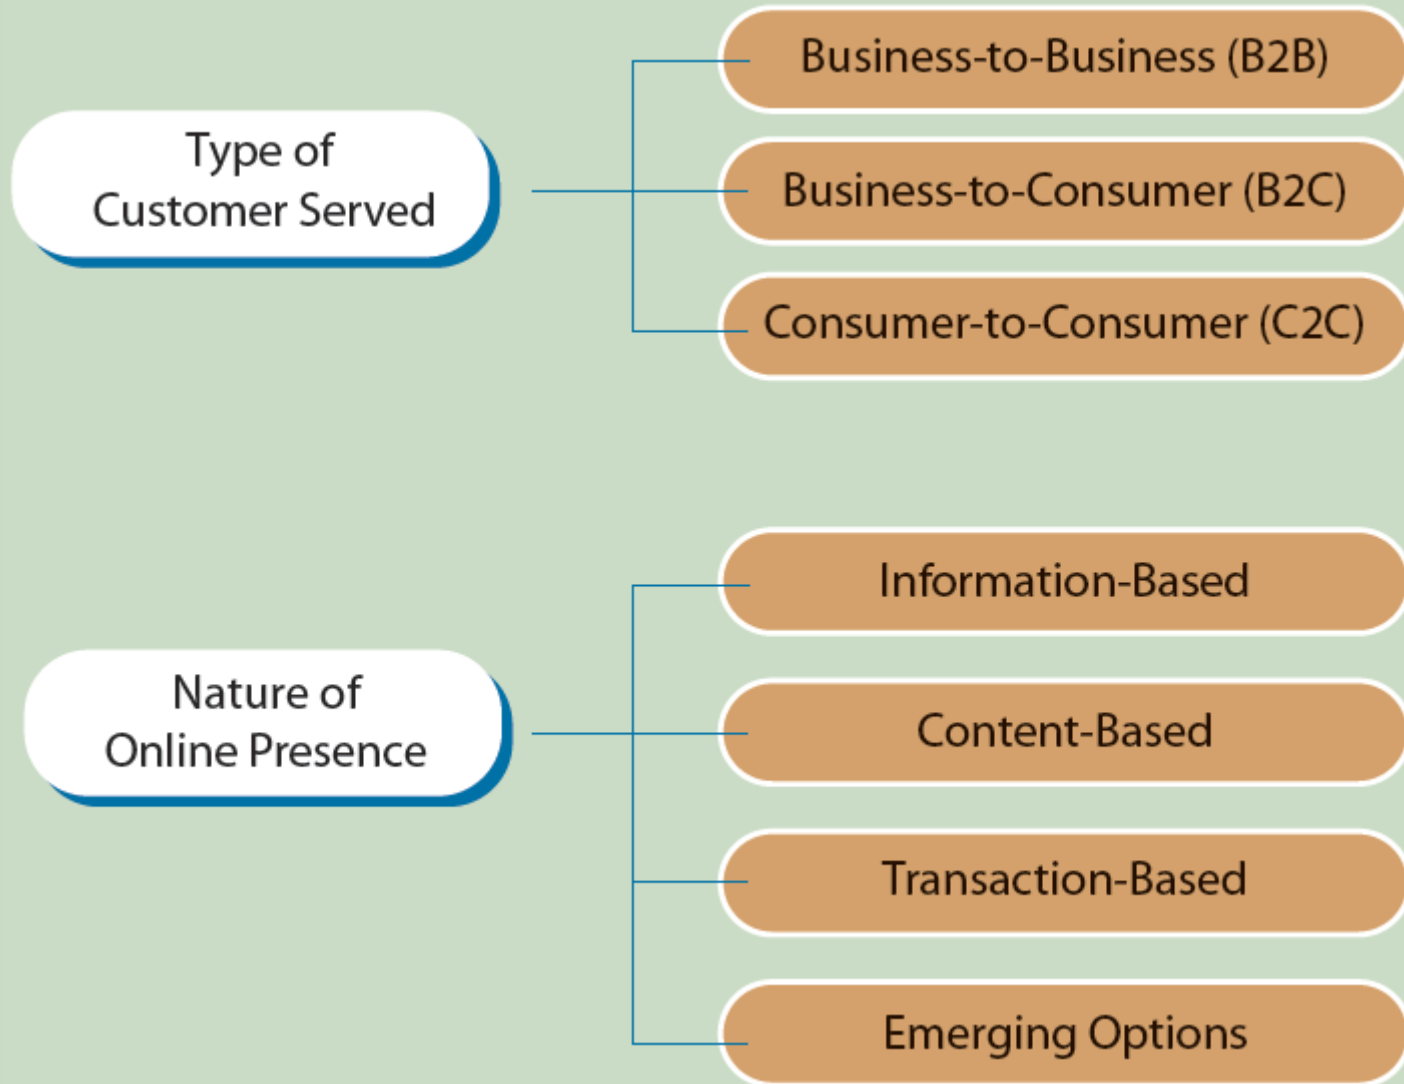 Type of
Customer Served
Business-to-Business (B2B)
Business-to-Consumer (B2C)
Consumer-to-Consumer (C2C)
Nature of
Online Presence
Information-Based
Content-Based
Transaction-Based
Emerging Options